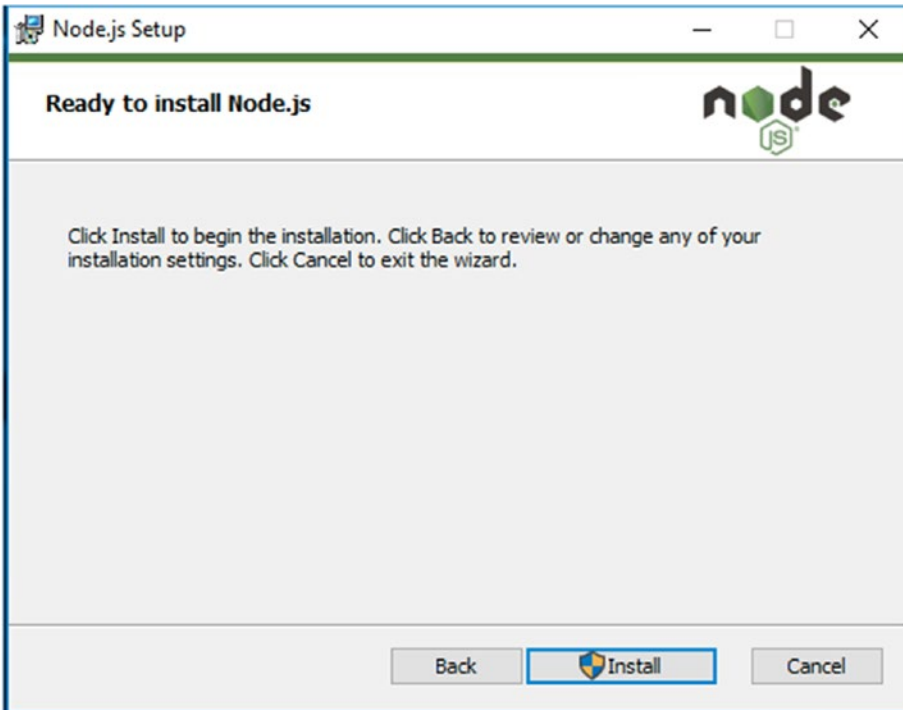 Node.js Setup
Ready to install Node.js
node
JS
Click Install to begin the installation. Click Back to review or change any of your
installation settings. Click Cancel to exit the wizard.
Back
Install
Cancel